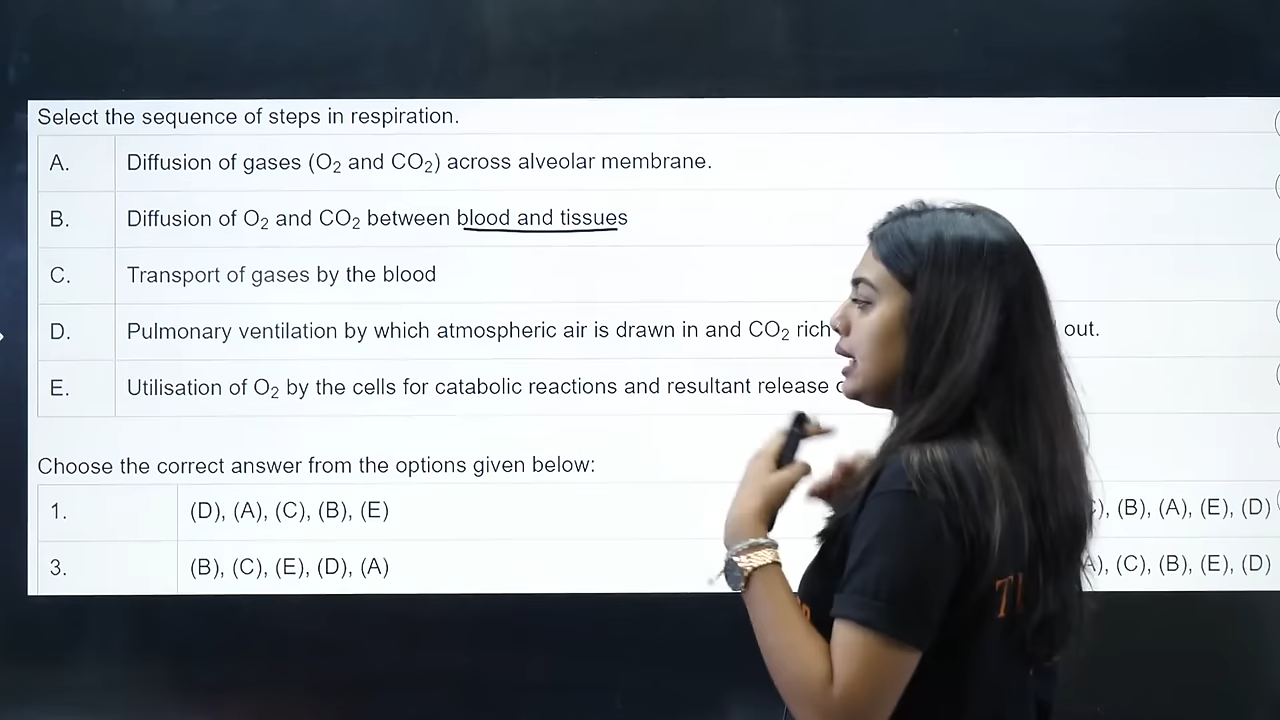 Select the sequence of steps in respiration.
A. Diffusion of gases (O₂ and CO₂) across alveolar membrane.
B. Diffusion of O₂ and CO₂ between blood and tissues
C. Transport of gases by the blood
D. Pulmonary ventilation by which atmospheric air is drawn in and CO₂ rich out.
E. Utilisation of O₂ by the cells for catabolic reactions and resultant release
Choose the correct answer from the options given below:
1. (D), (A), (C), (B), (E) (B), (A), (E), (D)
3. (B), (C), (E), (D), (A) (C), (B), (E), (D)